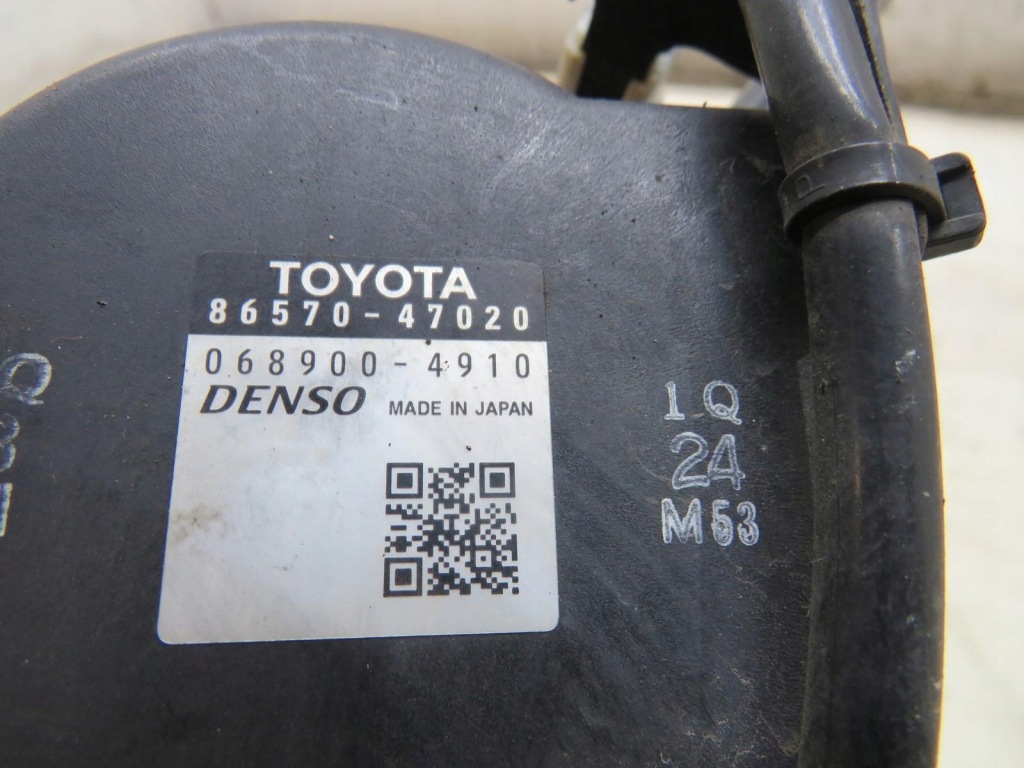 TOYOTA
86570-47020
068900-4910
DENSO MADE IN JAPAN
1Q
24
M53